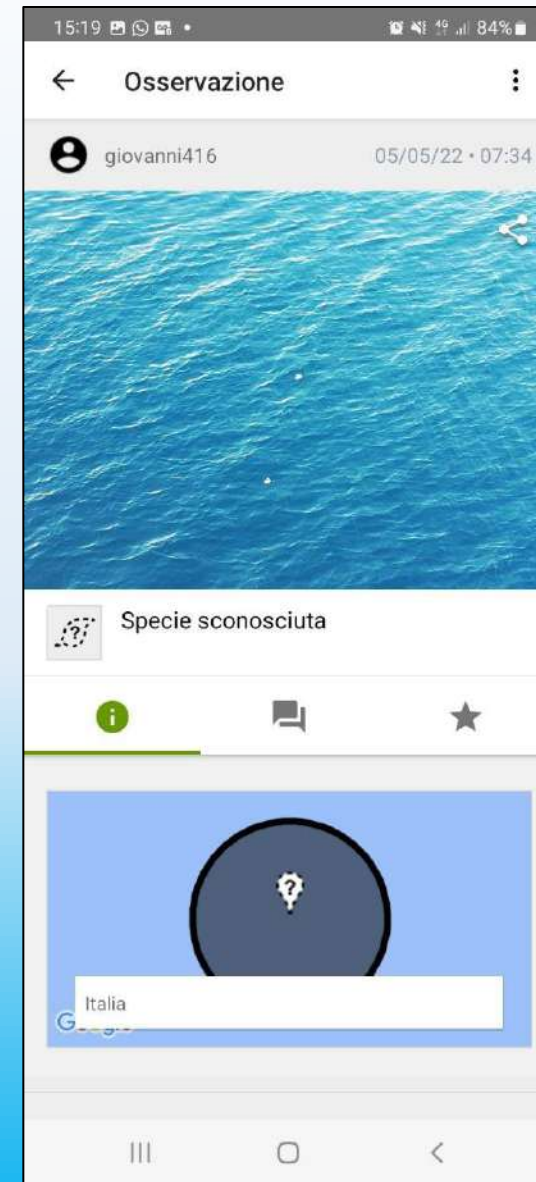 15:19 84%
← Osservazione
giovanni416 05/05/22 • 07:34
Specie sconosciuta
Italia